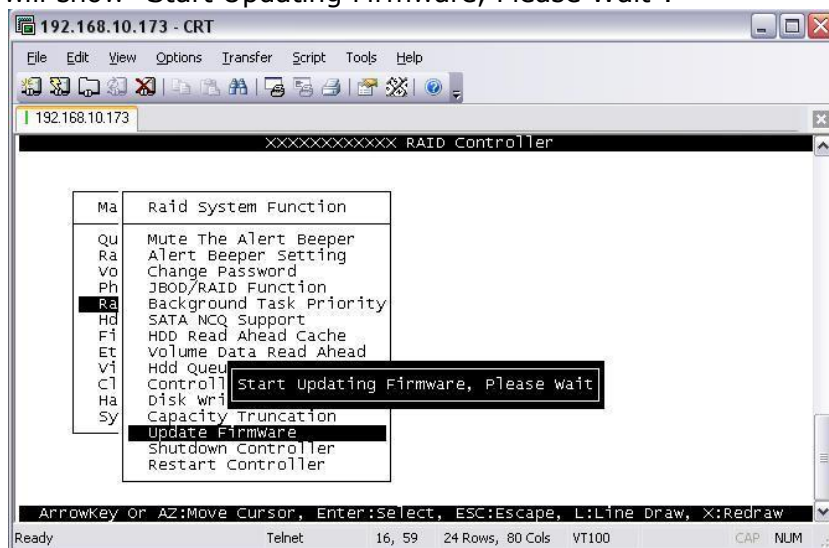 will show "Start Updating Firmware, Please Wait".
192.168.10.173 - CRT
File Edit View Options Transfer Script Tools Help
192.168.10.173
XXXXXXXXXXXX RAID Controller
Ma
Raid System Function
Qu
Mute The Alert Beeper
Ra
Alert Beeper Setting
Vo
Change Password
Ph
JBOD/RAID Function
Ra
Background Task Priority
Hd
SATA NCQ Support
Fi
HDD Read Ahead Cache
Et
Volume Data Read Ahead
Vi
Hdd Queu
Cl
Controll
Start Updating Firmware, Please Wait
Ha
Disk Wri
Sy
Capacity Truncation
Update FirmWare
Shutdown Controller
Restart Controller
ArrowKey Or AZ:Move Cursor, Enter:Select, ESC:Escape, L:Line Draw, X:Redraw
Ready Telnet 16, 59 24 Rows, 80 Cols VT100 CAP NUM